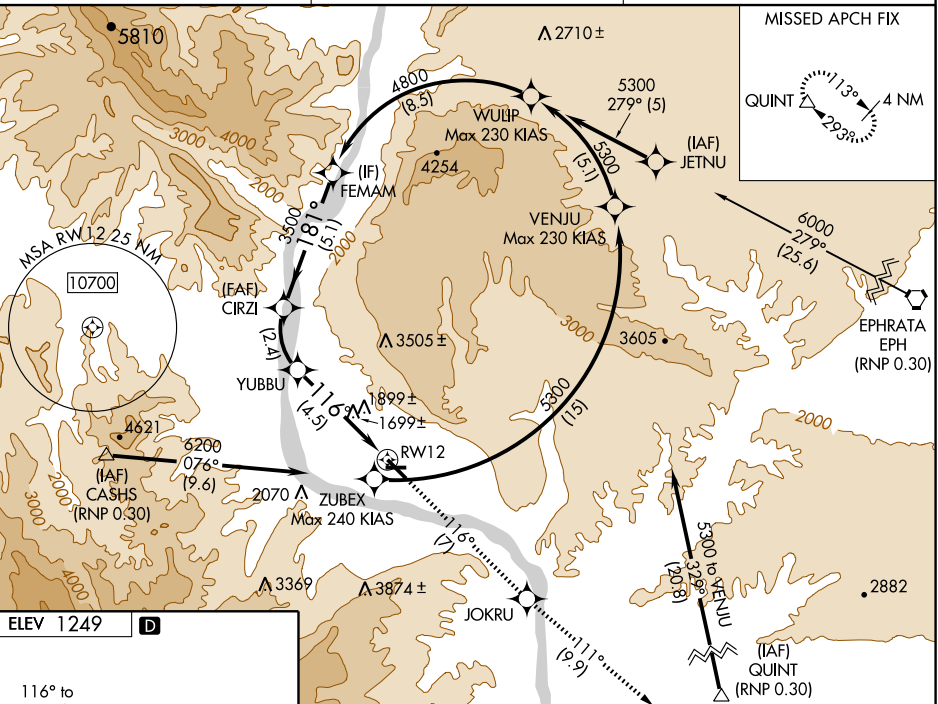 5810
2710±
MISSED APCH FIX
113°
QUINT
4 NM
293°
4800
(8.5)
5300
279° (5)
WULIP
Max 230 KIAS
(IAF)
JETNU
5300
(5.1)
3000
4000
2000
4254
(IF)
FEMAM
VENJU
Max 230 KIAS
3500
181°
(5.1)
2000
6000
279°
(25.6)
MSA RW12 25 NM
10700
(FAF)
CIRZI
3000
3605
EPHRATA
EPH
(RNP 0.30)
(2.4)
3505±
YUBBU
116°
(4.5)
1899±
1699±
5300
(15)
2000
4621
6200
076°
(9.6)
(IAF)
CASHS
(RNP 0.30)
RW12
2070
ZUBEX
Max 240 KIAS
2000
3000
116°
(7)
5300 to VENJU
329°
(20.8)
4000
3369
3874±
2882
JOKRU
ELEV 1249
D
111°
(9.9)
(IAF)
QUINT
(RNP 0.30)
116° to